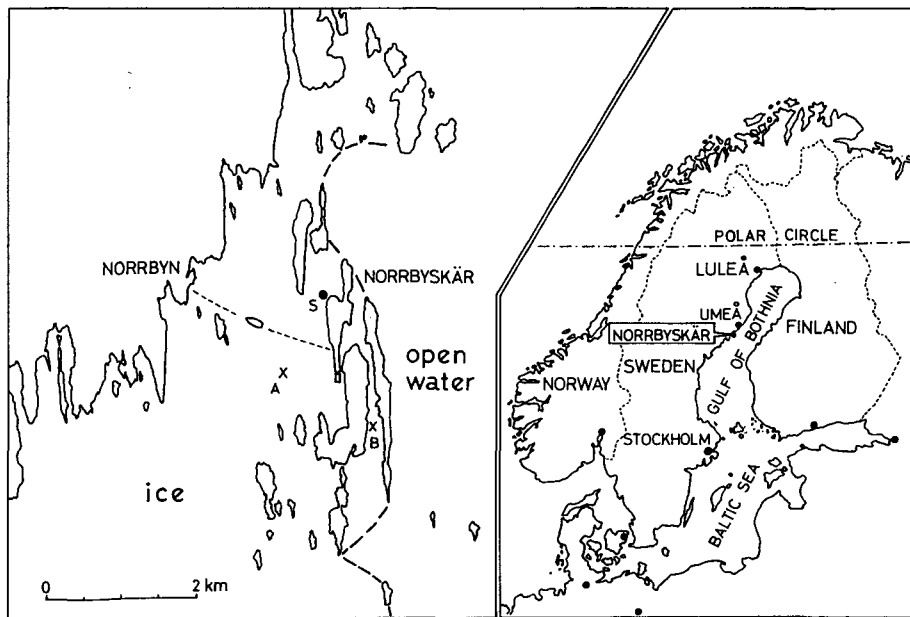 NORRBYN
NORRBYSKÄR
S
open
water
A
B
ice
0 2 km
POLAR CIRCLE
LULEÅ
UMEÅ
NORRBYSKÄR
GULF OF BOTHNIA
FINLAND
SWEDEN
NORWAY
STOCKHOLM
BALTIC SEA